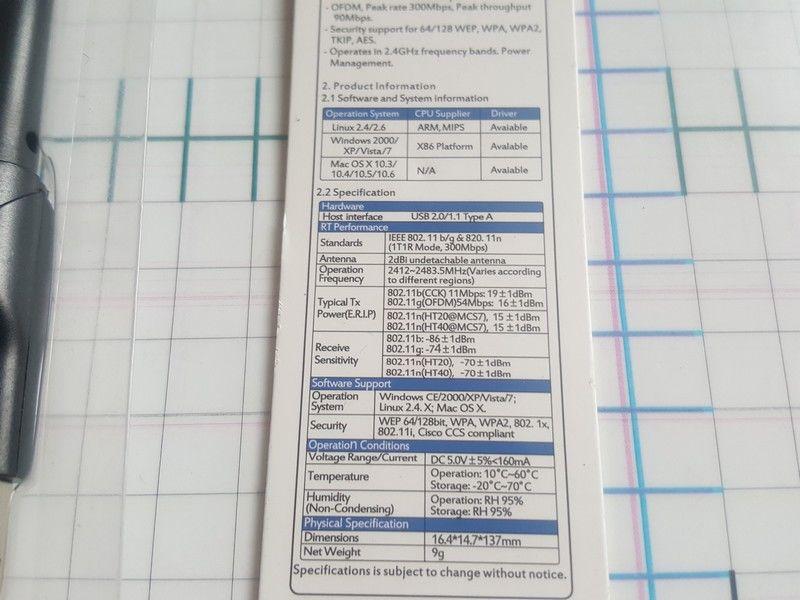 - OFDM, Peak rate 300Mbps, Peak throughput
90Mbps.
- Security support for 64/128 WEP, WPA, WPA2,
TKIP, AES.
- Operates in 2.4GHz frequency bands. Power
Management.
2. Product Information
2.1 Software and System information
Operation System CPU Supplier Driver
Linux 2.4/2.6 ARM, MIPS Avaiable
Windows 2000/
XP/Vista/7 X86 Platform Avalable
Mac OS X 10.3/
10.4/10.5/10.6 N/A Avaiable
2.2 Specification
Hardware
Host interface USB 2.0/1.1 Type A
RT Performance
Standards IEEE 802. 11 b/g & 820. 11n
(1T1R Mode, 300Mbps)
Antenna 2dBi undetachable antenna
Operation
Frequency 2412~2483.5MHz(Varies according
to different regions)
Typical Tx
Power(E.R.I.P) 802.11b(CCK) 11Mbps: 19±1dBm
802.11g(OFDM)54Mbps: 16±1dBm
802.11n(HT20@MCS7), 15±1dBm
802.11n(HT40@MCS7), 15±1dBm
Receive
Sensitivity 802.11b: -86±1dBm
802.11g: -74±1dBm
802.11n(HT20), -70±1dBm
802.11n(HT40), -70±1dBm
Software Support
Operation
System Windows CE/2000/XP/Vista/7;
Linux 2.4. X; Mac OS X.
Security WEP 64/128bit, WPA, WPA2, 802. 1x,
802.11i, Cisco CCS compliant
Operation Conditions
Voltage Range/Current DC 5.0V±5%<160mA
Temperature Operation: 10°C~60°C
Storage: -20°C~70°C
Humidity
(Non-Condensing) Operation: RH 95%
Storage: RH 95%
Physical Specification
Dimensions 16.4*14.7*137mm
Net Weight 9g
Specifications is subject to change without notice.